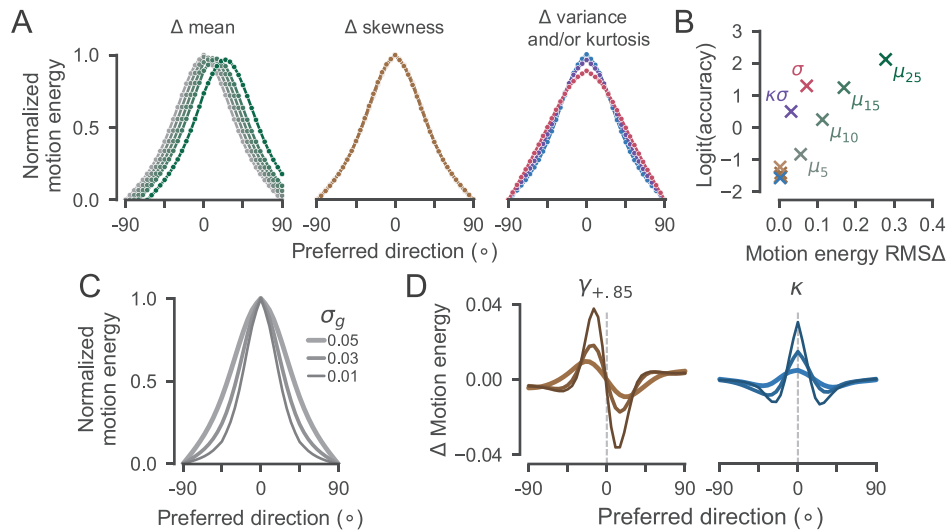 A
Δ mean
Δ skewness
Δ variance
and/or kurtosis
Normalized
motion energy
1.0
0.5
0.0
-90 0 90
-90 0 90
-90 0 90
Preferred direction (∘)
B
Logit(accuracy)
3
2
1
0
−1
−2
σ
κσ
μ25
μ15
μ10
μ5
0.0 0.1 0.2 0.3 0.4
Motion energy RMSΔ
C
Normalized
motion energy
1.0
0.5
0.0
σg
0.05
0.03
0.01
-90 0 90
Preferred direction (∘)
D
γ+.85
κ
Δ Motion energy
0.04
0.00
−0.04
-90 0 90
-90 0 90
Preferred direction (∘)